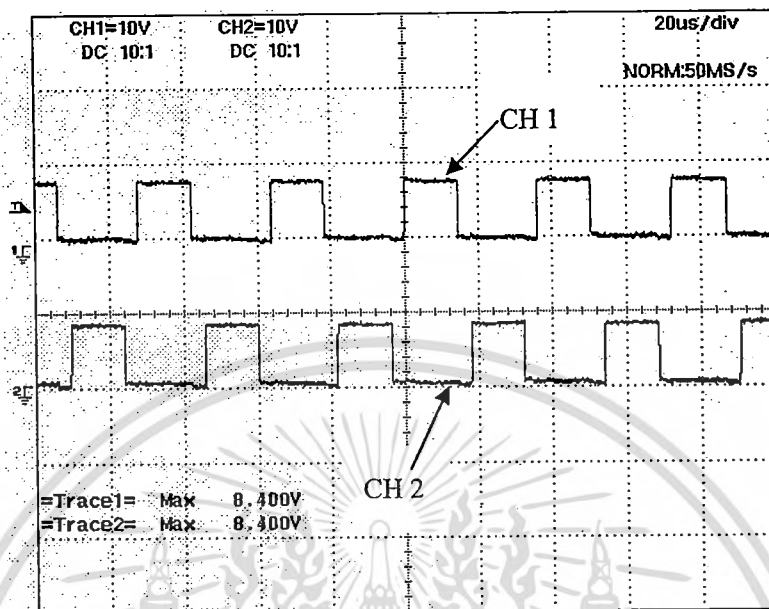 CH1=10V CH2=10V 20us/div
DC 10:1 DC 10:1
NORM:50MS/s
CH 1
CH 2
=Trace1= Max 8.400V
=Trace2= Max 8.400V